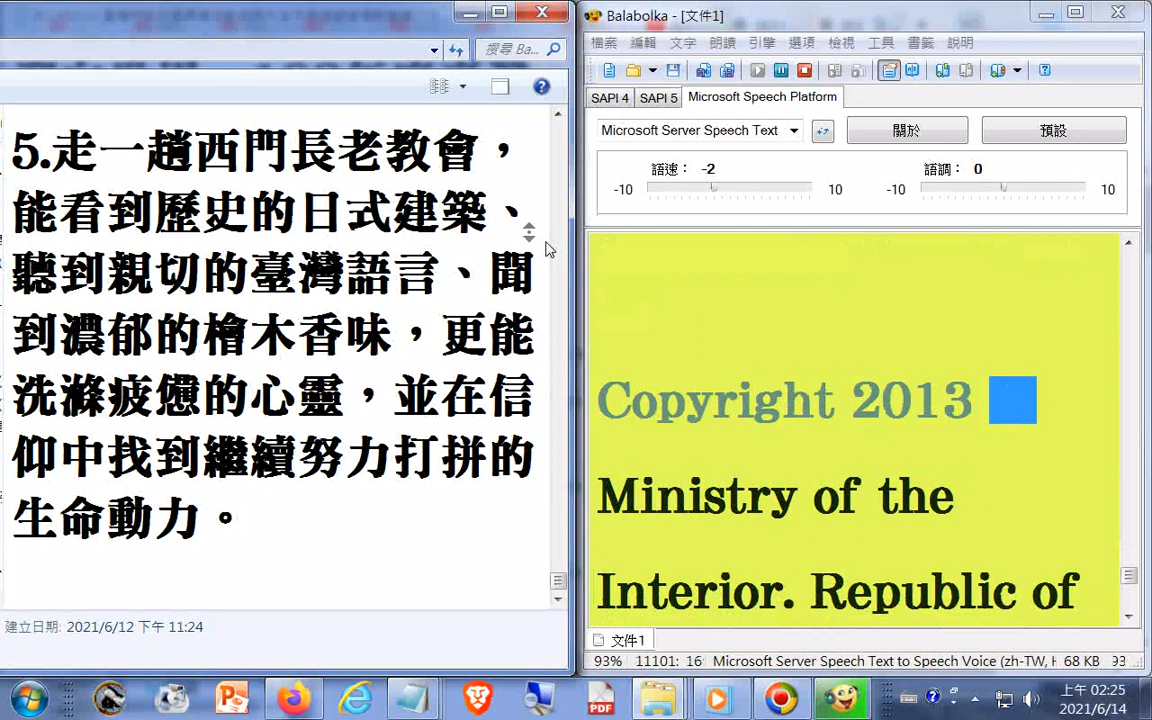 搜尋 Ba...
5.走一趟西門長老教會，
能看到歷史的日式建築、
聽到親切的臺灣語言、聞
到濃郁的檜木香味，更能
洗滌疲憊的心靈，並在信
仰中找到繼續努力打拼的
生命動力。
建立日期: 2021/6/12 下午 11:24
Balabolka - [文件1]
檔案 編輯 文字 朗讀 引擎 選項 檢視 工具 書籤 說明
SAPI 4 SAPI 5 Microsoft Speech Platform
Microsoft Server Speech Text 關於 預設
語速： -2 語調： 0
-10 10 -10 10
Copyright 2013
Ministry of the
Interior. Republic of
文件1
93% 11101: 16 Microsoft Server Speech Text to Speech Voice (zh-TW, H 68 KB 93
PDF
上午 02:25
2021/6/14